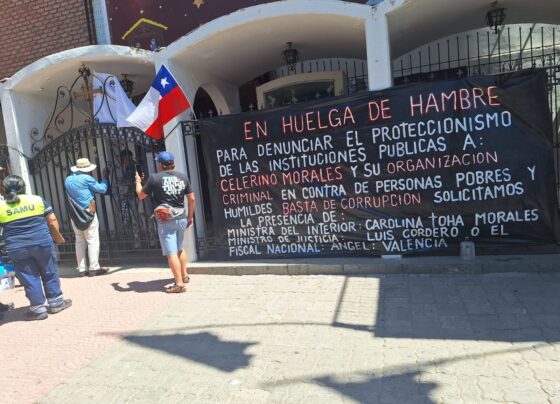 SAMU
EN HUELGA DE HAMBRE
PARA DENUNCIAR EL PROTECCIONISMO
DE LAS INSTITUCIONES PUBLICAS A:
CELERINO MORALES Y SU ORGANIZACION
CRIMINAL EN CONTRA DE PERSONAS POBRES Y
HUMILDES BASTA DE CORRUPCION SOLICITAMOS
LA PRESENCIA DE:
MINISTRA DEL INTERIOR: CAROLINA TOHA MORALES
MINISTRO DE JUSTICIA: LUIS CORDERO O EL
FISCAL NACIONAL: ANGEL: VALENCIA
SAMU